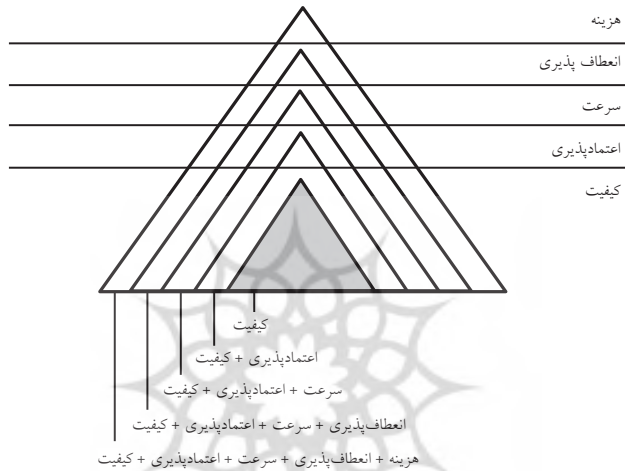 هزینه
انعطاف پذیری
سرعت
اعتمادپذیری
کیفیت
کیفیت
اعتمادپذیری + کیفیت
سرعت + اعتمادپذیری + کیفیت
انعطاف‌پذیری + سرعت + اعتمادپذیری + کیفیت
هزینه + انعطاف‌پذیری + سرعت + اعتمادپذیری + کیفیت